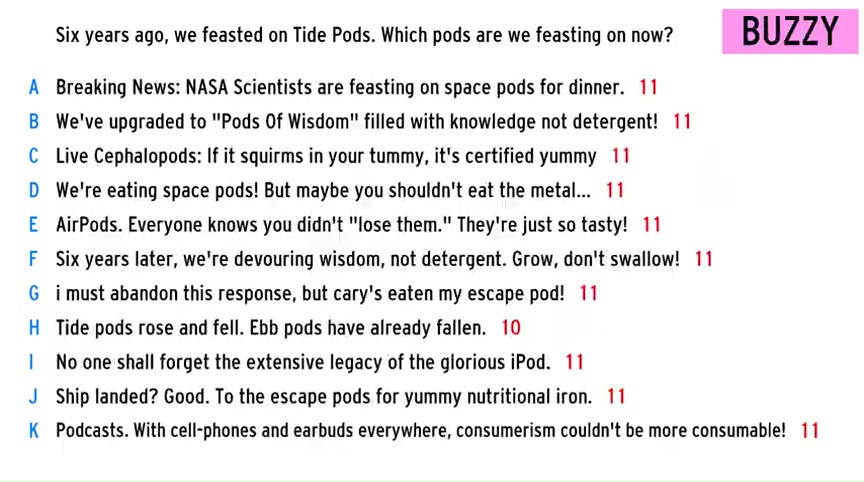 Six years ago, we feasted on Tide Pods. Which pods are we feasting on now?
BUZZY
A Breaking News: NASA Scientists are feasting on space pods for dinner. 11
B We've upgraded to "Pods Of Wisdom" filled with knowledge not detergent! 11
C Live Cephalopods: If it squirms in your tummy, it's certified yummy 11
D We're eating space pods! But maybe you shouldn't eat the metal... 11
E AirPods. Everyone knows you didn't "lose them." They're just so tasty! 11
F Six years later, we're devouring wisdom, not detergent. Grow, don't swallow! 11
G i must abandon this response, but cary's eaten my escape pod! 11
H Tide pods rose and fell. Ebb pods have already fallen. 10
I No one shall forget the extensive legacy of the glorious iPod. 11
J Ship landed? Good. To the escape pods for yummy nutritional iron. 11
K Podcasts. With cell-phones and earbuds everywhere, consumerism couldn't be more consumable! 11